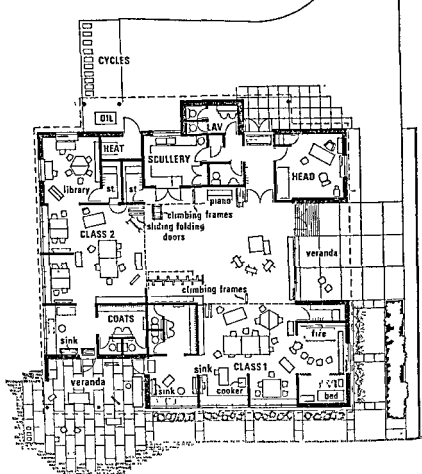 CYCLES
OIL
LAV
HEAT
SCULLERY
HEAD
library
st
st
piano
climbing frames
sliding folding
doors
CLASS 2
veranda
climbing frames
COATS
fire
sink
sink
CLASS 1
veranda
sink
cooker
bed